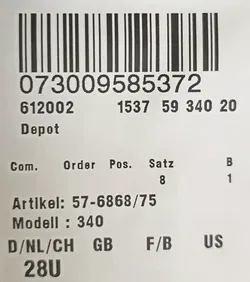 073009585372
612002 1537 59 340 20
Depot
Com. Order Pos. Satz B
8 1
Artikel: 57-6868/75
Modell : 340
D/NL/CH GB F/B US
28U